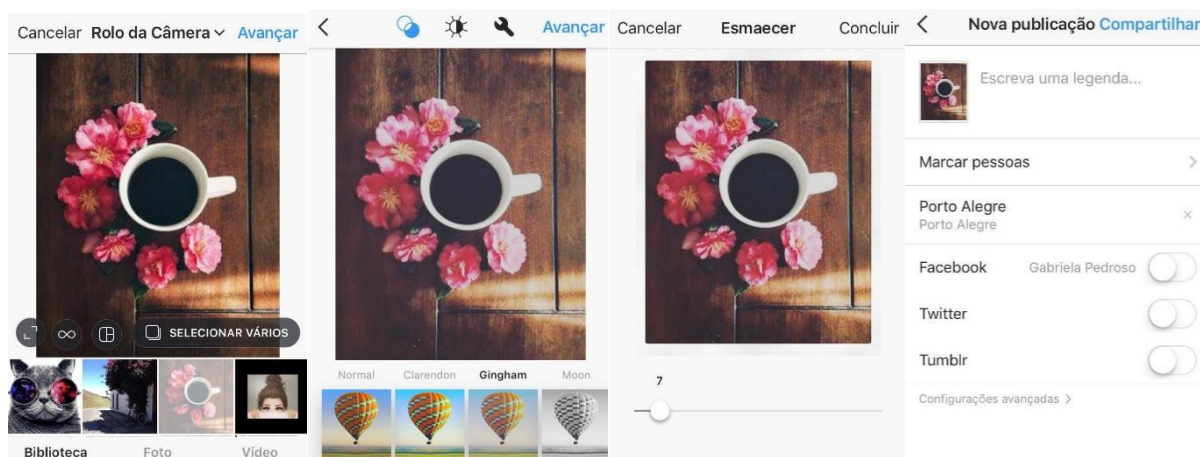 Cancelar Rolo da Câmera Avançar
SELECIONAR VÁRIOS
Biblioteca Foto Vídeo
Avançar
Normal Clarendon Gingham Moon
Cancelar Esmaecer Concluir
7
Nova publicação Compartilhar
Escreva uma legenda...
Marcar pessoas
Porto Alegre
Porto Alegre
Facebook Gabriela Pedroso
Twitter
Tumblr
Configurações avançadas